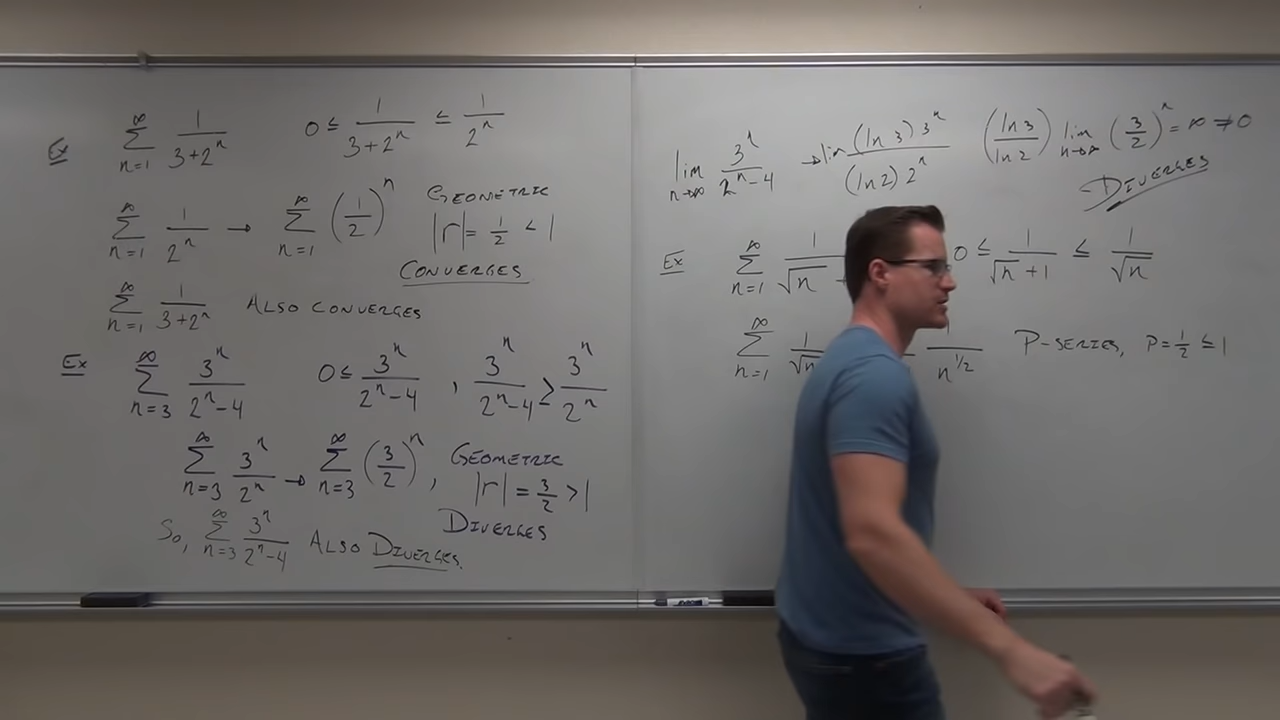 Ex ∞ ∑ n=1 1/(3+2^n) 0 ≤ 1/(3+2^n) ≤ 1/2^n
∞ ∑ n=1 1/2^n → ∞ ∑ n=1 (1/2)^n GEOMETRIC
|r| = 1/2 < 1
CONVERGES
∞ ∑ n=1 1/(3+2^n) ALSO CONVERGES
Ex ∞ ∑ n=3 3^n/(2^n-4) 0 ≤ 3^n/(2^n-4) , 3^n/(2^n-4) ≥ 3^n/2^n
∞ ∑ n=3 3^n/2^n → ∞ ∑ n=3 (3/2)^n , GEOMETRIC
|r| = 3/2 > 1
DIVERGES
So, ∞ ∑ n=3 3^n/(2^n-4) ALSO DIVERGES.
lim n→∞ 3^n/(2^n-4) → lim (ln 3) 3^n/((ln 2) 2^n) (ln 3/ln 2) lim n→∞ (3/2)^n = ∞ ≠ 0
DIVERGES
Ex ∞ ∑ n=1 1/(√n + 0 ≤ 1/(√n + 1) ≤ 1/√n
∞ ∑ n=1 1/√n 1/n^1/2 P-SERIES, P = 1/2 ≤ 1